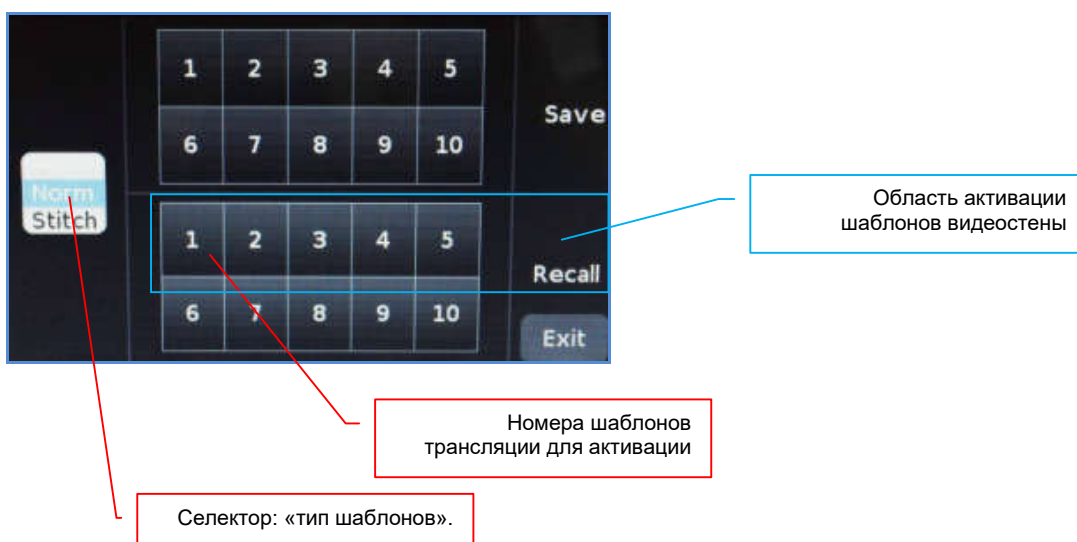 1 2 3 4 5
Save
6 7 8 9 10
Norm
Stitch
1 2 3 4 5
Recall
6 7 8 9 10
Exit
Область активации
шаблонов видеостены
Номера шаблонов
трансляции для активации
Селектор: «тип шаблонов».